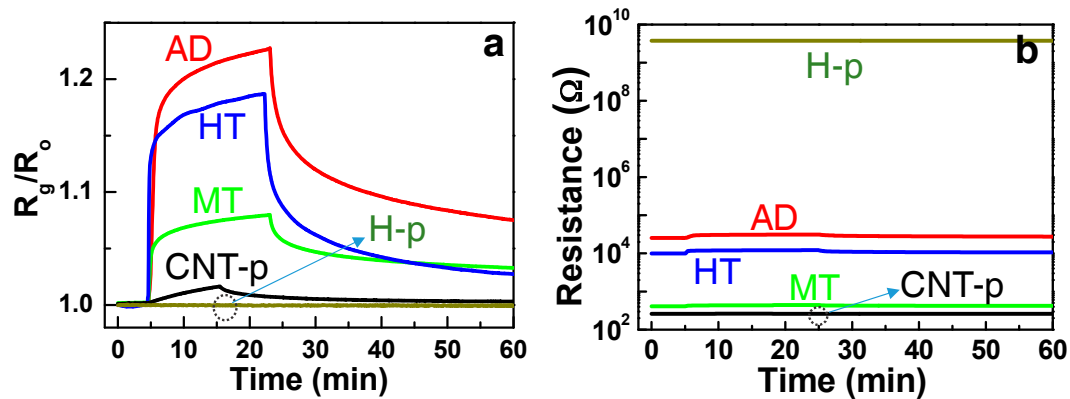 a
AD
HT
MT
H-p
CNT-p
1.2
1.1
1.0
Rg/Ro
0 10 20 30 40 50 60
Time (min)
b
H-p
AD
HT
MT
CNT-p
10^10
10^8
10^6
10^4
10^2
Resistance (Ω)
0 10 20 30 40 50 60
Time (min)